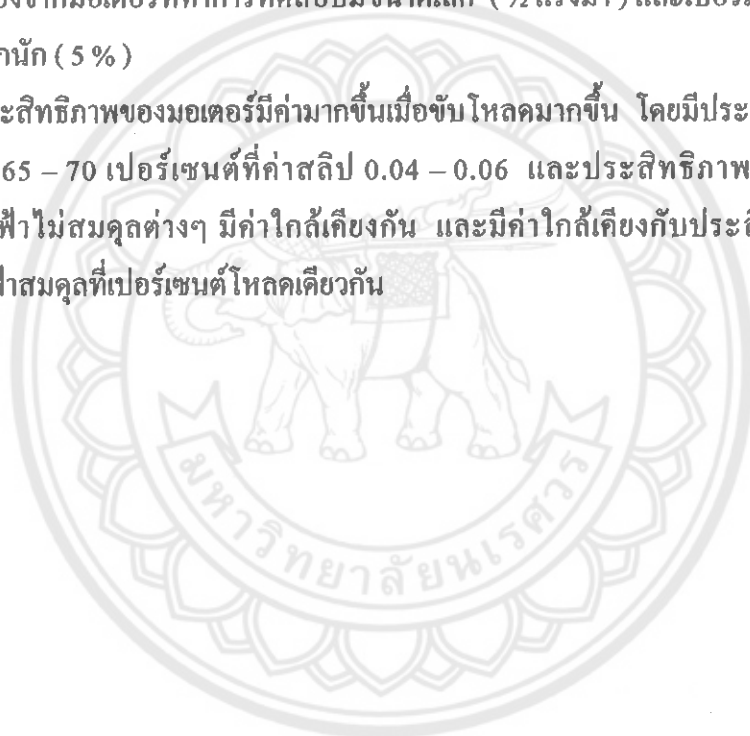 องจากมอเตอร์ที่ทำการทดสอบมีขนาดเล็ก ( ½ แรงม้า ) และเปอร์
กนัก ( 5 % )
ะสิทธิภาพของมอเตอร์มีค่ามากขึ้นเมื่อขับโหลดมากขึ้น โดยมีประ
65 – 70 เปอร์เซนต์ที่ค่าสลิป 0.04 – 0.06 และประสิทธิภาพ
ฟ้าไม่สมดุลต่างๆ มีค่าใกล้เคียงกัน และมีค่าใกล้เคียงกับประสิ
ฟ้าสมดุลที่เปอร์เซนต์โหลดเดียวกัน
มหาวิทยาลัยนเรศวร